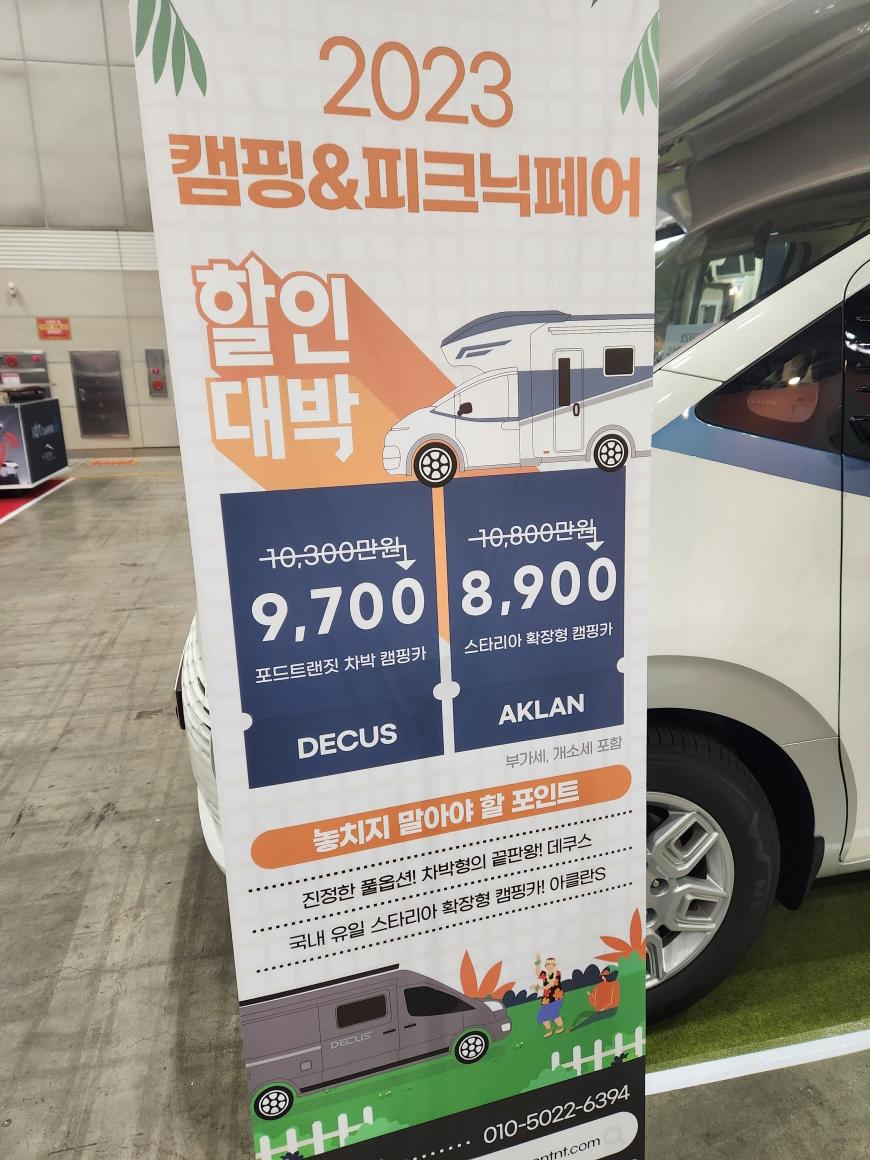 2023
캠핑&피크닉페어
할인
대박
10,300만원
9,700
포드트랜짓 차박 캠핑카
DECUS
10,800만원
8,900
스타리아 확장형 캠핑카
AKLAN
부가세, 개소세 포함
놓치지 말아야 할 포인트
진정한 풀옵션! 차박형의 끝판왕! 데쿠스
국내 유일 스타리아 확장형 캠핑카! 아클란S
DECUS
010-5022-6394